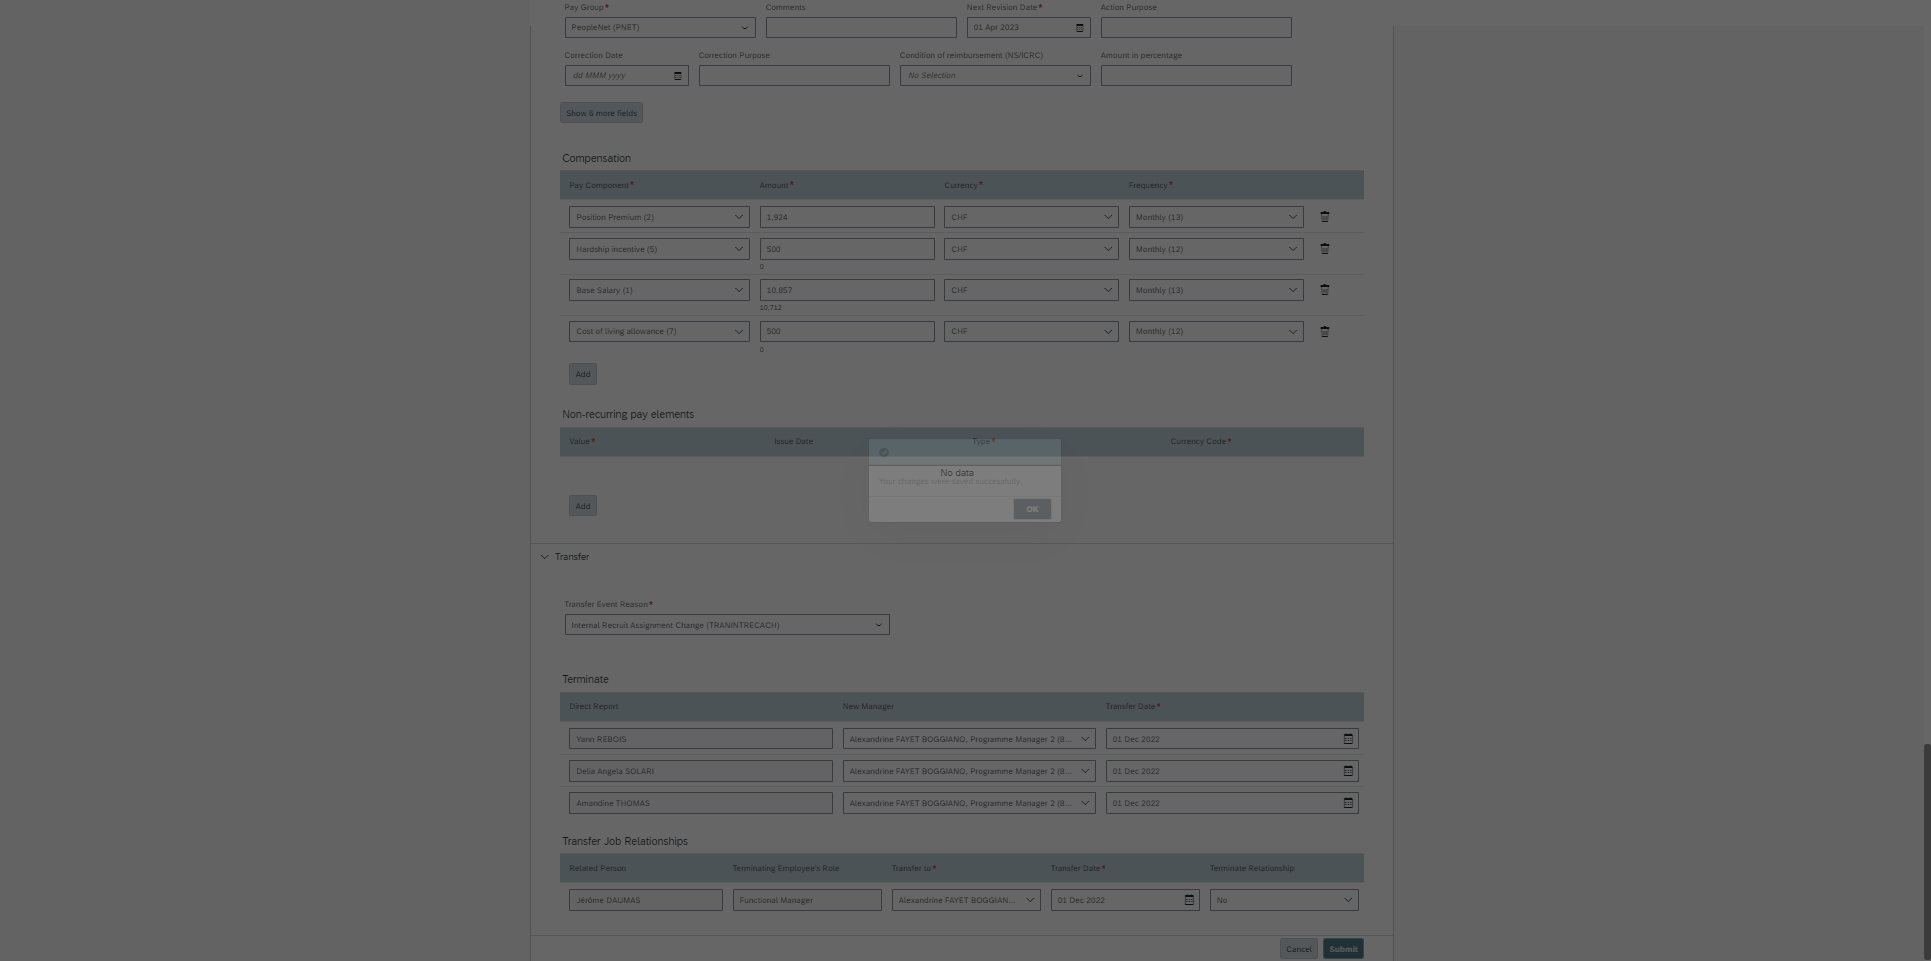 Pay Group* Comments Next Revision Date* Action Purpose
PeopleNet (PNET) 01 Apr 2023
Correction Date Correction Purpose Condition of reimbursement (NS/ICRC) Amount in percentage
dd MMM yyyy No Selection
Show 6 more fields
Compensation
Pay Component* Amount* Currency* Frequency*
Position Premium (2) 1,924 CHF Monthly (13)
Hardship incentive (5) 500 CHF Monthly (12)
0
Base Salary (1) 10,857 CHF Monthly (13)
10,712
Cost of living allowance (7) 500 CHF Monthly (12)
0
Add
Non-recurring pay elements
Value* Issue Date Type* Currency Code*
No data
Your changes were saved successfully.
Add
OK
Transfer
Transfer Event Reason*
Internal Recruit Assignment Change (TRANINTRECACH)
Terminate
Direct Report New Manager Transfer Date*
Yann REBOIS Alexandrine FAYET BOGGIANO, Programme Manager 2 (8... 01 Dec 2022
Delia Angela SOLARI Alexandrine FAYET BOGGIANO, Programme Manager 2 (8... 01 Dec 2022
Amandine THOMAS Alexandrine FAYET BOGGIANO, Programme Manager 2 (8... 01 Dec 2022
Transfer Job Relationships
Related Person Terminating Employee's Role Transfer to* Transfer Date* Terminate Relationship
Jérôme DAUMAS Functional Manager Alexandrine FAYET BOGGIAN... 01 Dec 2022 No
Cancel Submit